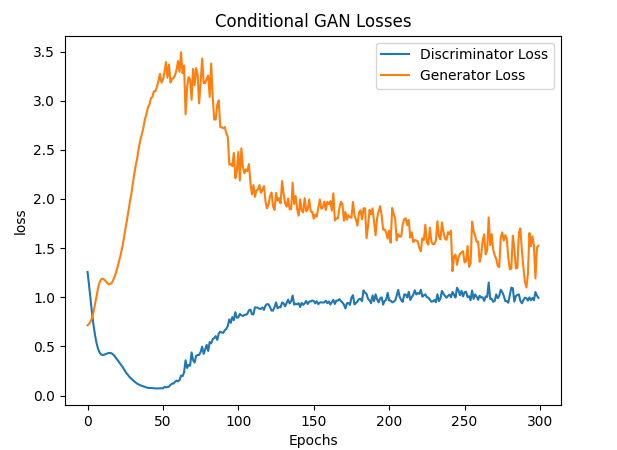 Conditional GAN Losses
Discriminator Loss
Generator Loss
loss
3.5
3.0
2.5
2.0
1.5
1.0
0.5
0.0
0 50 100 150 200 250 300
Epochs